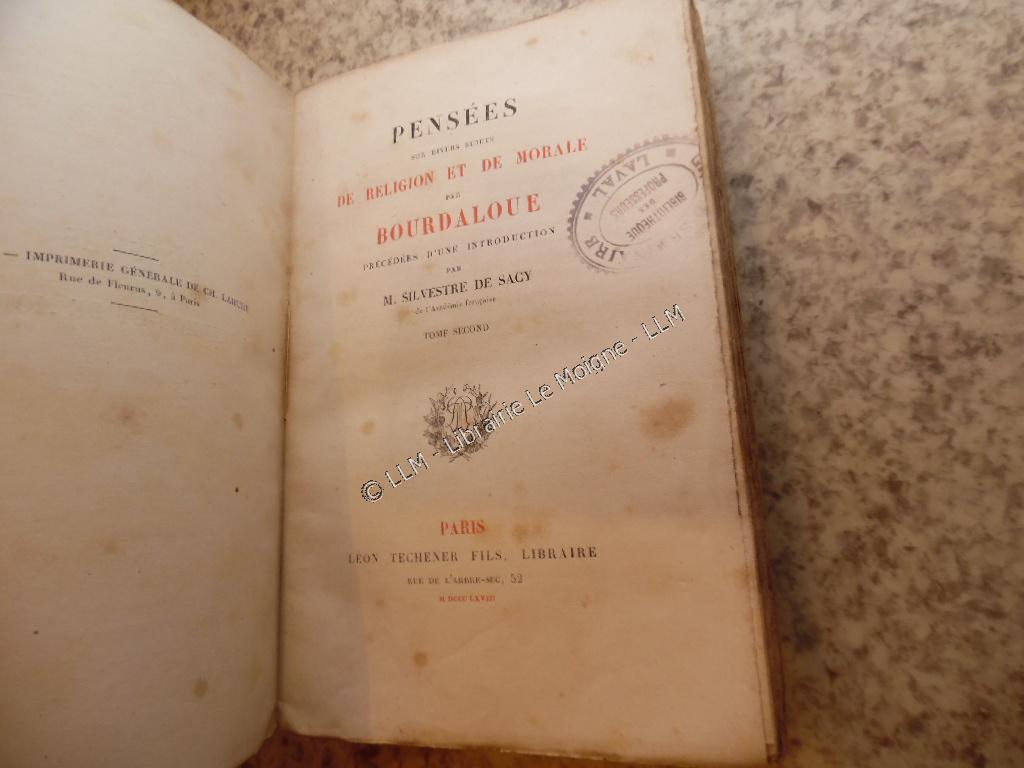 — IMPRIMERIE GÉNÉRALE DE CH. LAHURE
Rue de Fleurus, 9, à Paris
PENSÉES
SUR DIVERS SUJETS
DE RELIGION ET DE MORALE
PAR
BOURDALOUE
PRÉCÉDÉES D'UNE INTRODUCTION
PAR
M. SILVESTRE DE SACY
de l'Académie française
TOME SECOND
PARIS
LÉON TECHENER FILS, LIBRAIRE
RUE DE L'ARBRE-SEC, 52
M DCCC LXVIII
LAVAL
BIBLIOTHÈQUE
DES
PROFESSEURS
© LLM - Librairie Le Moigne - LLM